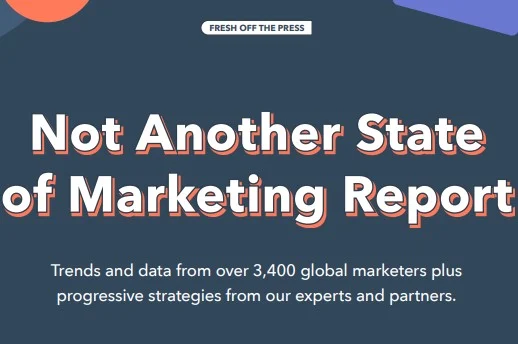 FRESH OFF THE PRESS
Not Another State
of Marketing Report
Trends and data from over 3,400 global marketers plus
progressive strategies from our experts and partners.